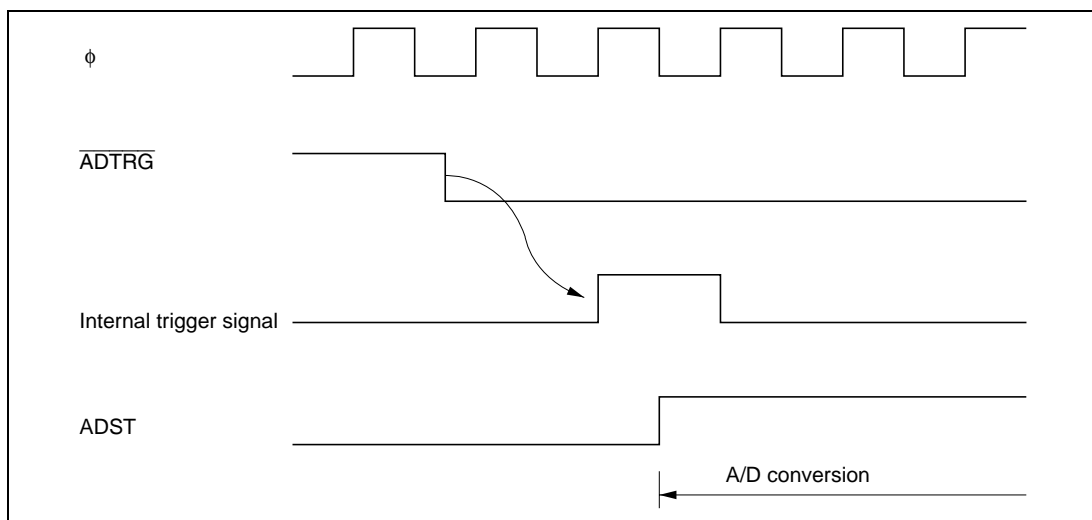 ϕ
ADTRG
Internal trigger signal
ADST
A/D conversion